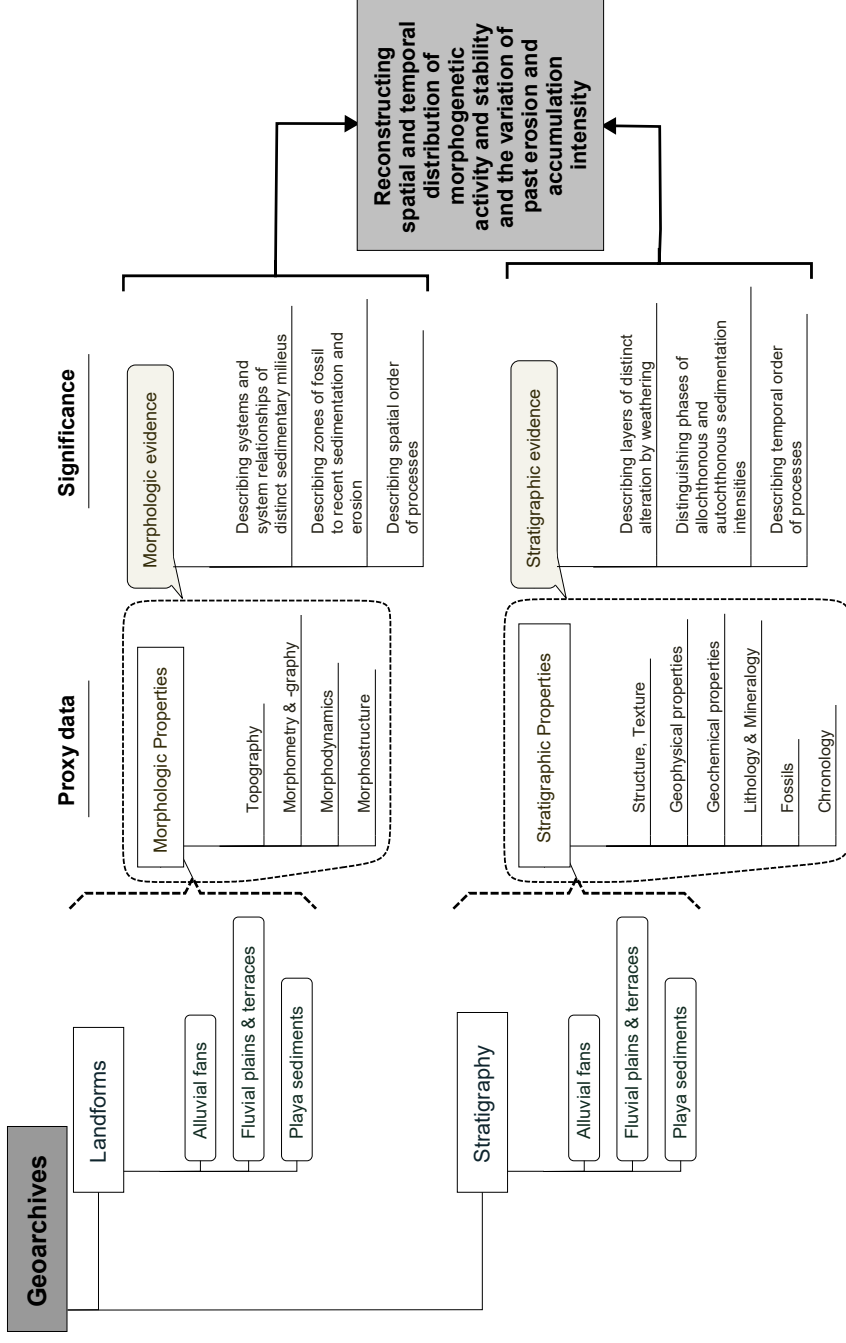 Geoarchives
Landforms
Alluvial fans
Fluvial plains & terraces
Playa sediments
Stratigraphy
Alluvial fans
Fluvial plains & terraces
Playa sediments
Proxy data
Morphologic Properties
Topography
Morphometry & -graphy
Morphodynamics
Morphostructure
Stratigraphic Properties
Structure, Texture
Geophysical properties
Geochemical properties
Lithology & Mineralogy
Fossils
Chronology
Significance
Morphologic evidence
Describing systems and
system relationships of
distinct sedimentary milieus
Describing zones of fossil
to recent sedimentation and
erosion
Describing spatial order
of processes
Stratigraphic evidence
Describing layers of distinct
alteration by weathering
Distinguishing phases of
allochthonous and
autochthonous sedimentation
intensities
Describing temporal order
of processes
Reconstructing
spatial and temporal
distribution of
morphogenetic
activity and stability
and the variation of
past erosion and
accumulation
intensity